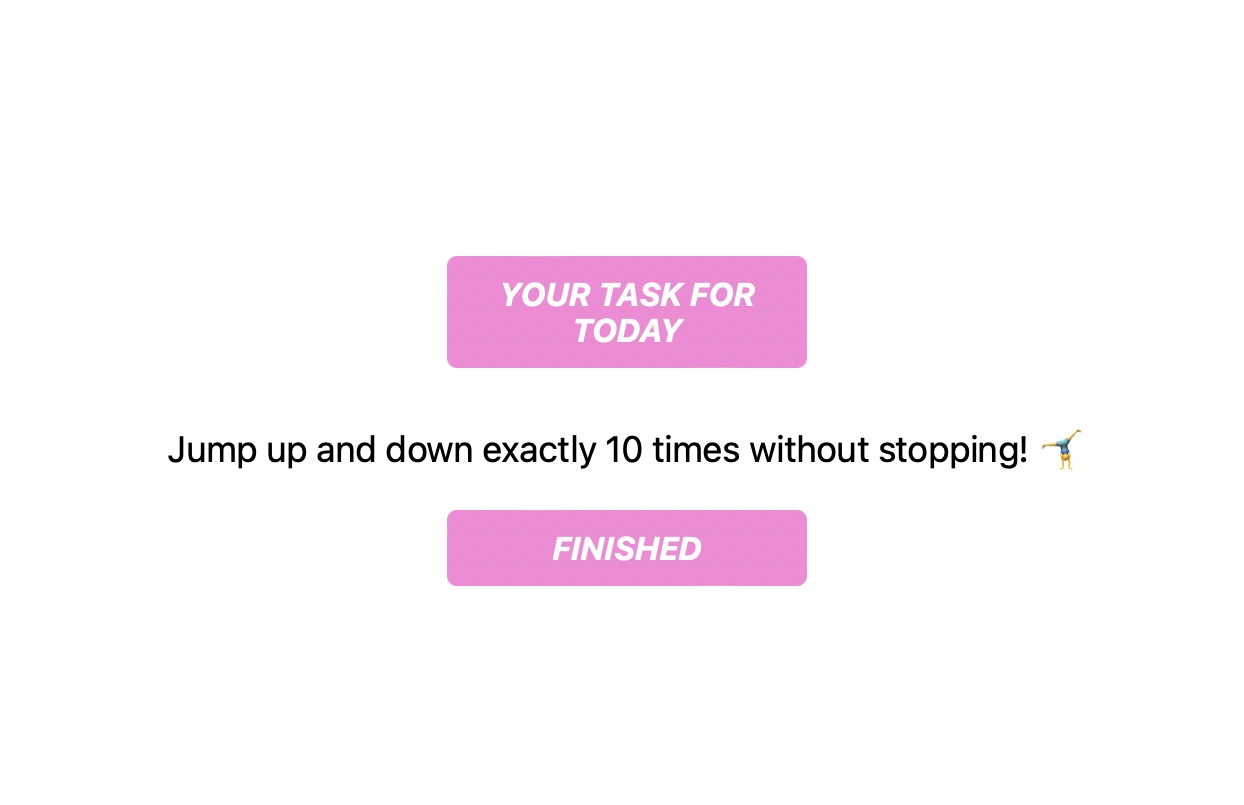 YOUR TASK FOR
TODAY
Jump up and down exactly 10 times without stopping! 🤸
FINISHED